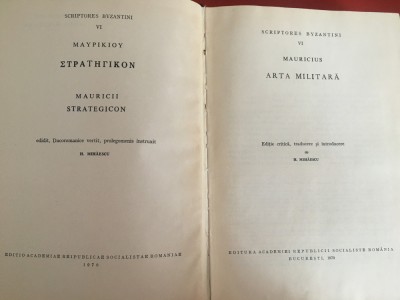 SCRIPTORES BYZANTINI
VI
ΜΑΥΡΙΚΙΟΥ
ΣΤΡΑΤΗΓΙΚΟΝ
MAURICII
STRATEGICON
edidit, Dacoromanice vertit, prolegomenis instruxit
H. MIHĂESCU
EDITIO ACADEMIAE REIPUBLICAE SOCIALISTAE ROMANIAE
1970
SCRIPTORES BYZANTINI
VI
MAURICIUS
ARTA MILITARĂ
Ediție critică, traducere și introducere
de
H. MIHĂESCU
EDITURA ACADEMIEI REPUBLICII SOCIALISTE ROMÂNIA
BUCUREȘTI, 1970